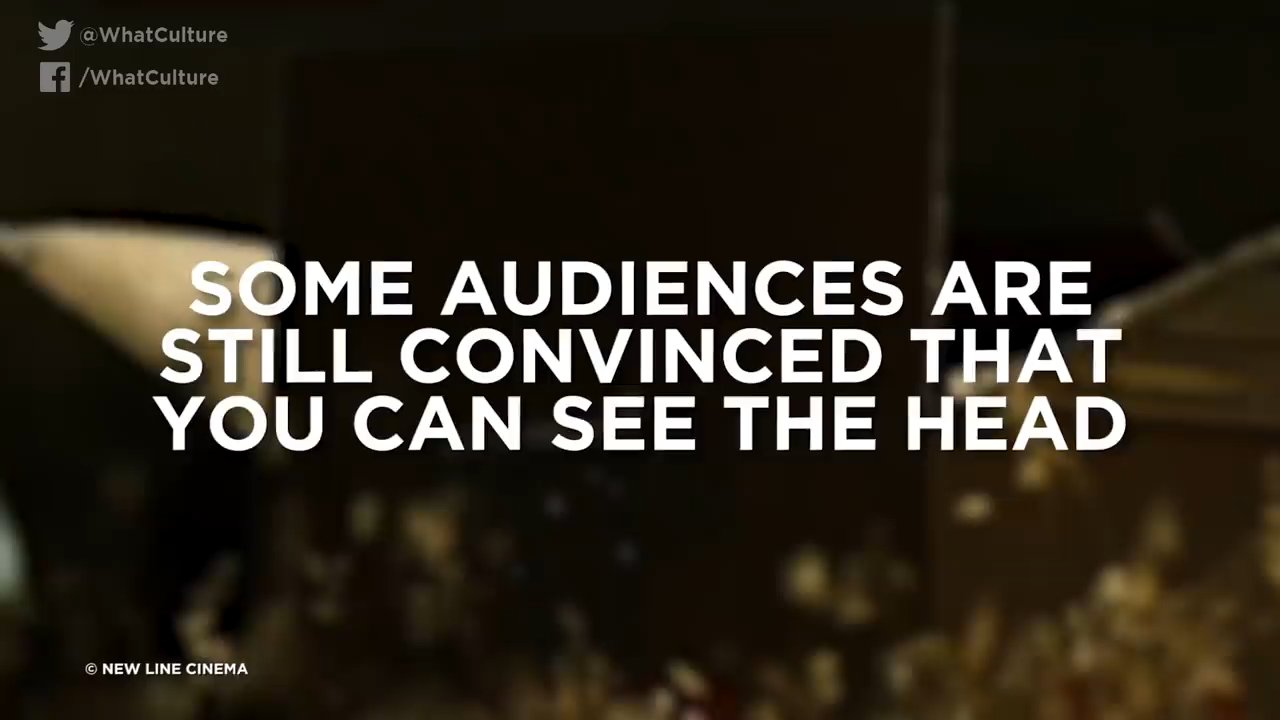 @WhatCulture
/WhatCulture
SOME AUDIENCES ARE
STILL CONVINCED THAT
YOU CAN SEE THE HEAD
© NEW LINE CINEMA